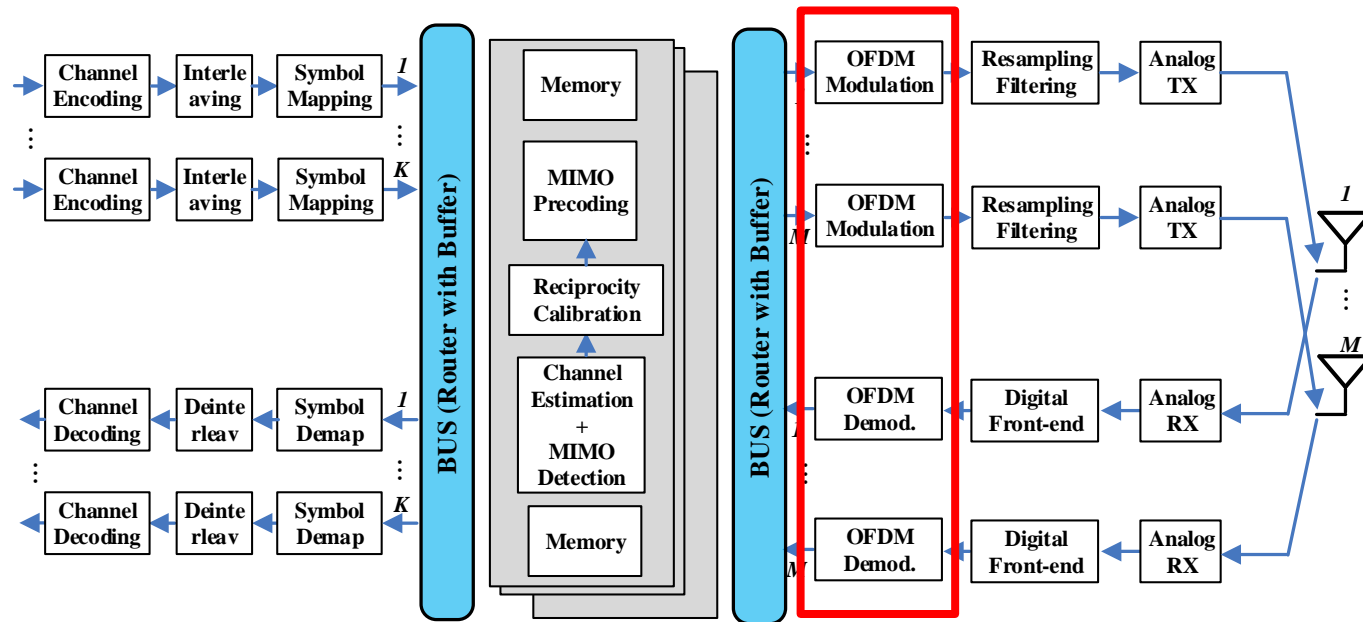 Channel
Encoding
Interle
aving
Symbol
Mapping
1
⋮
⋮
Channel
Encoding
Interle
aving
Symbol
Mapping
K
Channel
Decoding
Deinte
rleav
Symbol
Demap
1
⋮
⋮
Channel
Decoding
Deinte
rleav
Symbol
Demap
K
BUS (Router with Buffer)
Memory
MIMO
Precoding
Reciprocity
Calibration
Channel
Estimation
+
MIMO
Detection
Memory
BUS (Router with Buffer)
1
OFDM
Modulation
Resampling
Filtering
Analog
TX
⋮
M
OFDM
Modulation
Resampling
Filtering
Analog
TX
1
⋮
M
1
OFDM
Demod.
Digital
Front-end
Analog
RX
⋮
M
OFDM
Demod.
Digital
Front-end
Analog
RX